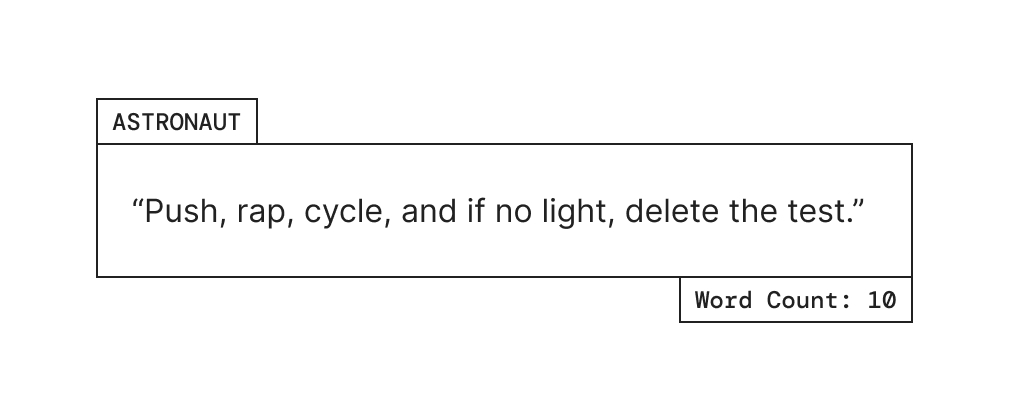 ASTRONAUT
“Push, rap, cycle, and if no light, delete the test.”
Word Count: 10